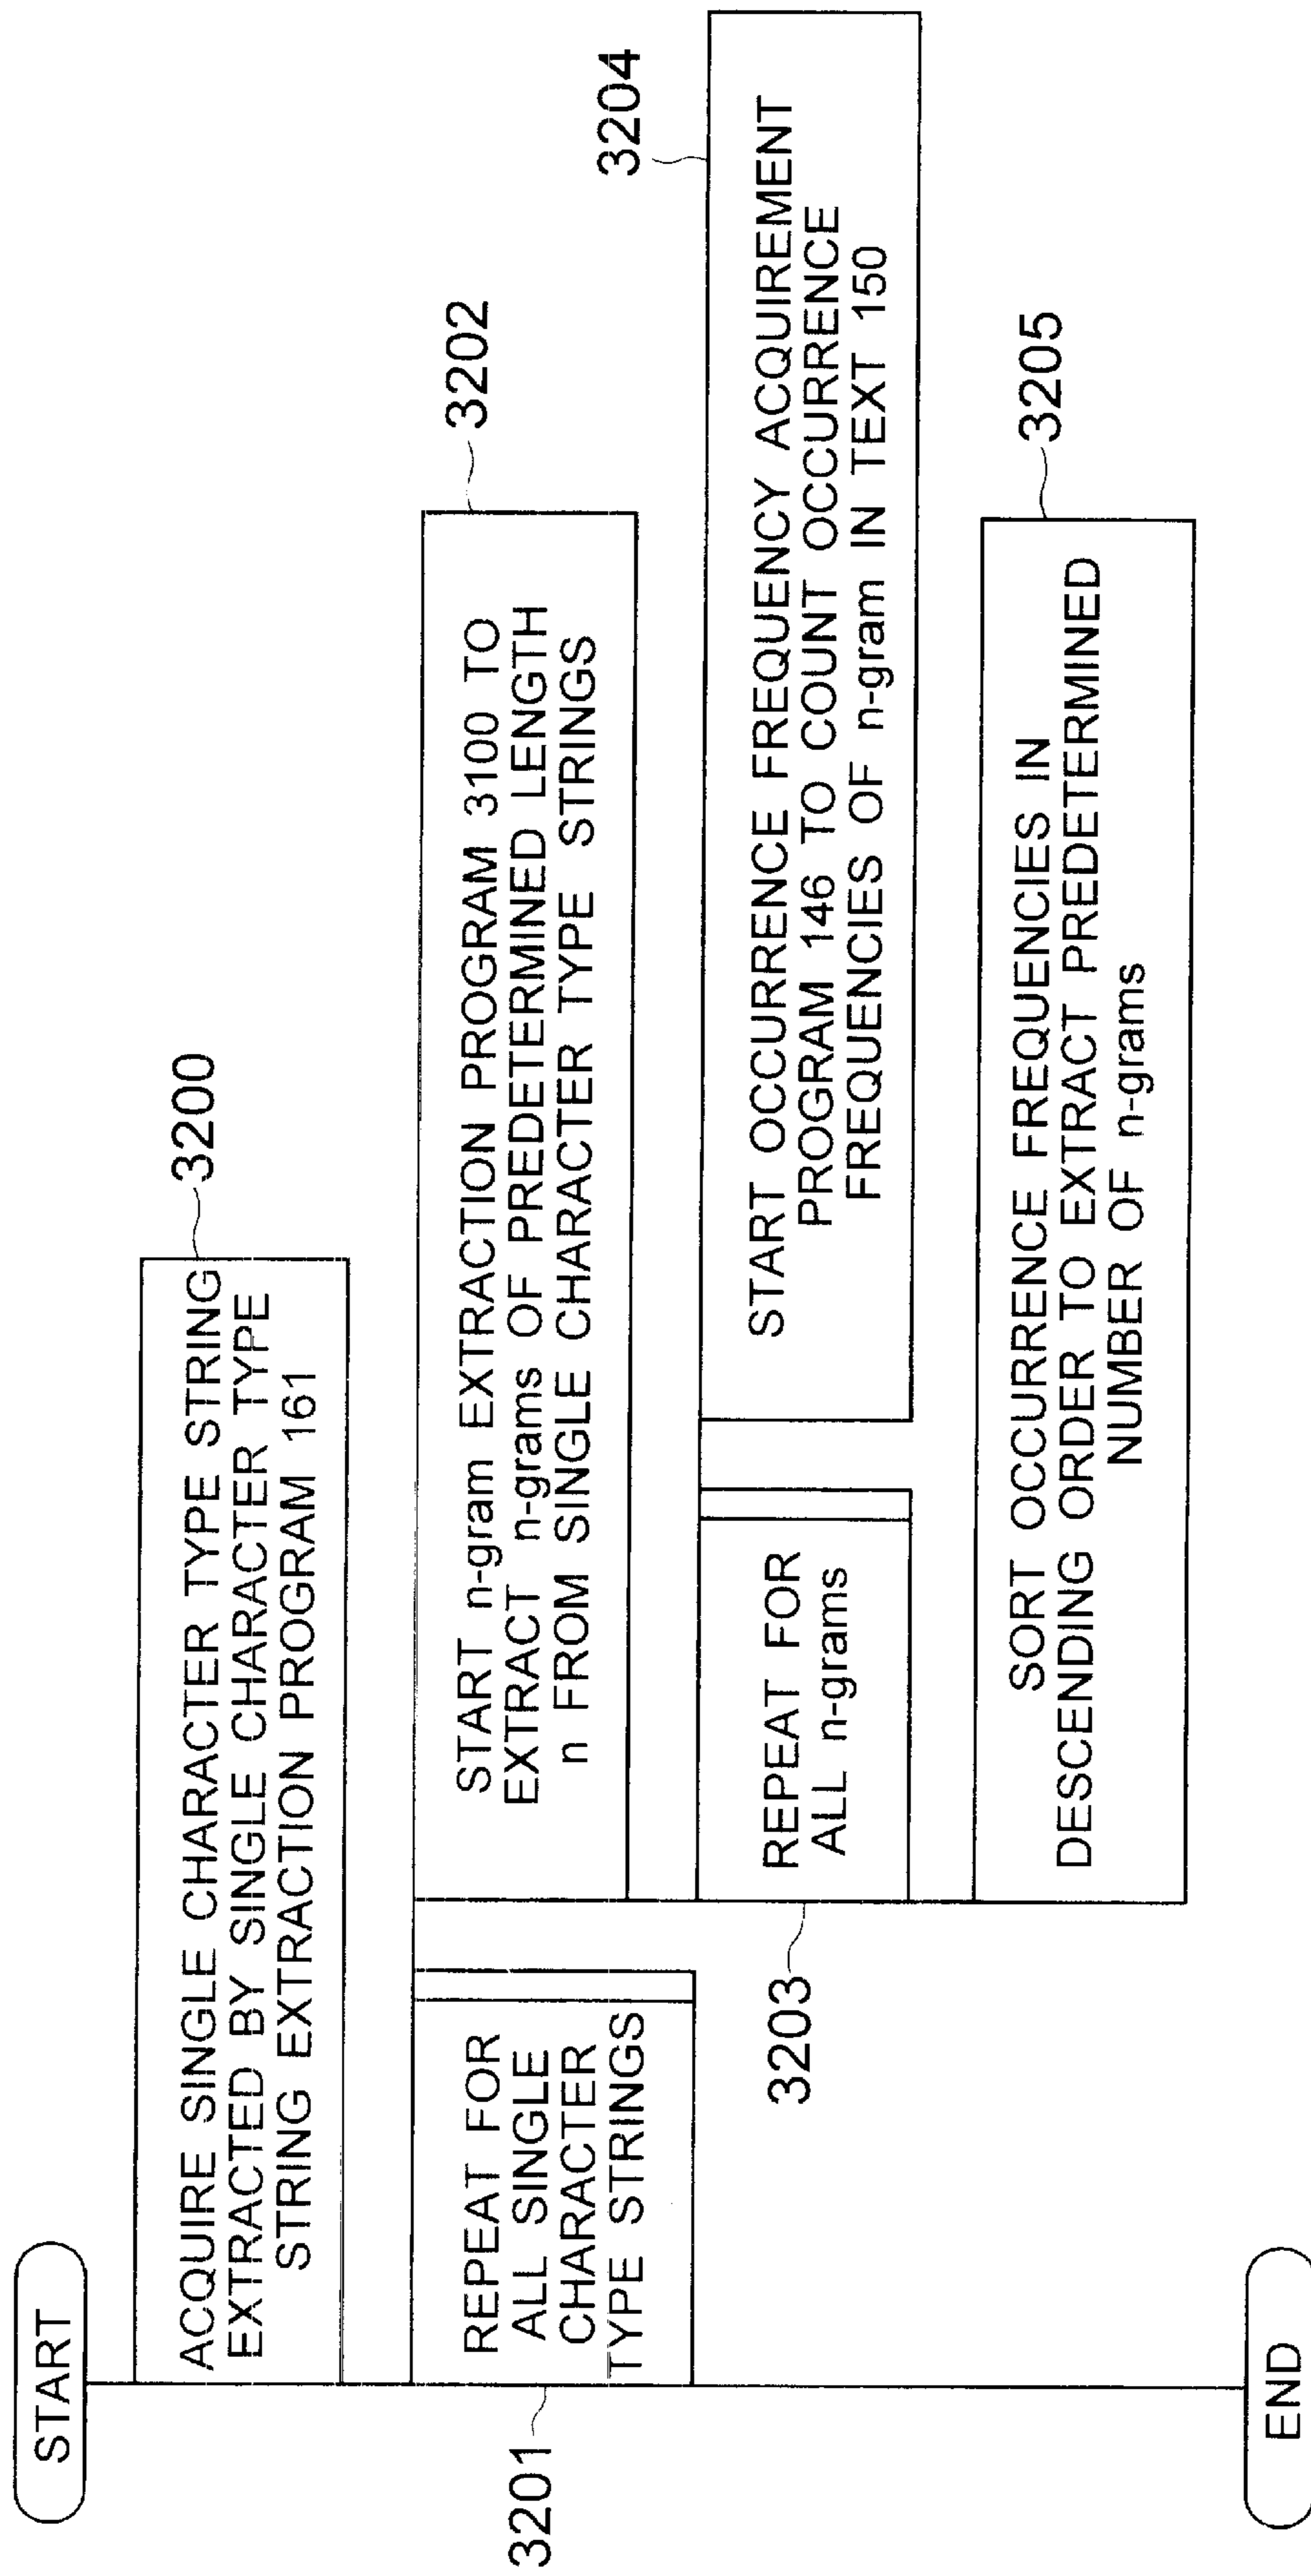 START
ACQUIRE SINGLE CHARACTER TYPE STRING
EXTRACTED BY SINGLE CHARACTER TYPE
STRING EXTRACTION PROGRAM 161
3200
3201
REPEAT FOR
ALL SINGLE
CHARACTER
TYPE STRINGS
START n-gram EXTRACTION PROGRAM 3100 TO
EXTRACT n-grams OF PREDETERMINED LENGTH
n FROM SINGLE CHARACTER TYPE STRINGS
3202
3203
REPEAT FOR
ALL n-grams
START OCCURRENCE FREQUENCY ACQUIREMENT
PROGRAM 146 TO COUNT OCCURRENCE
FREQUENCIES OF n-gram IN TEXT 150
3204
SORT OCCURRENCE FREQUENCIES IN
DESCENDING ORDER TO EXTRACT PREDETERMINED
NUMBER OF n-grams
3205
END